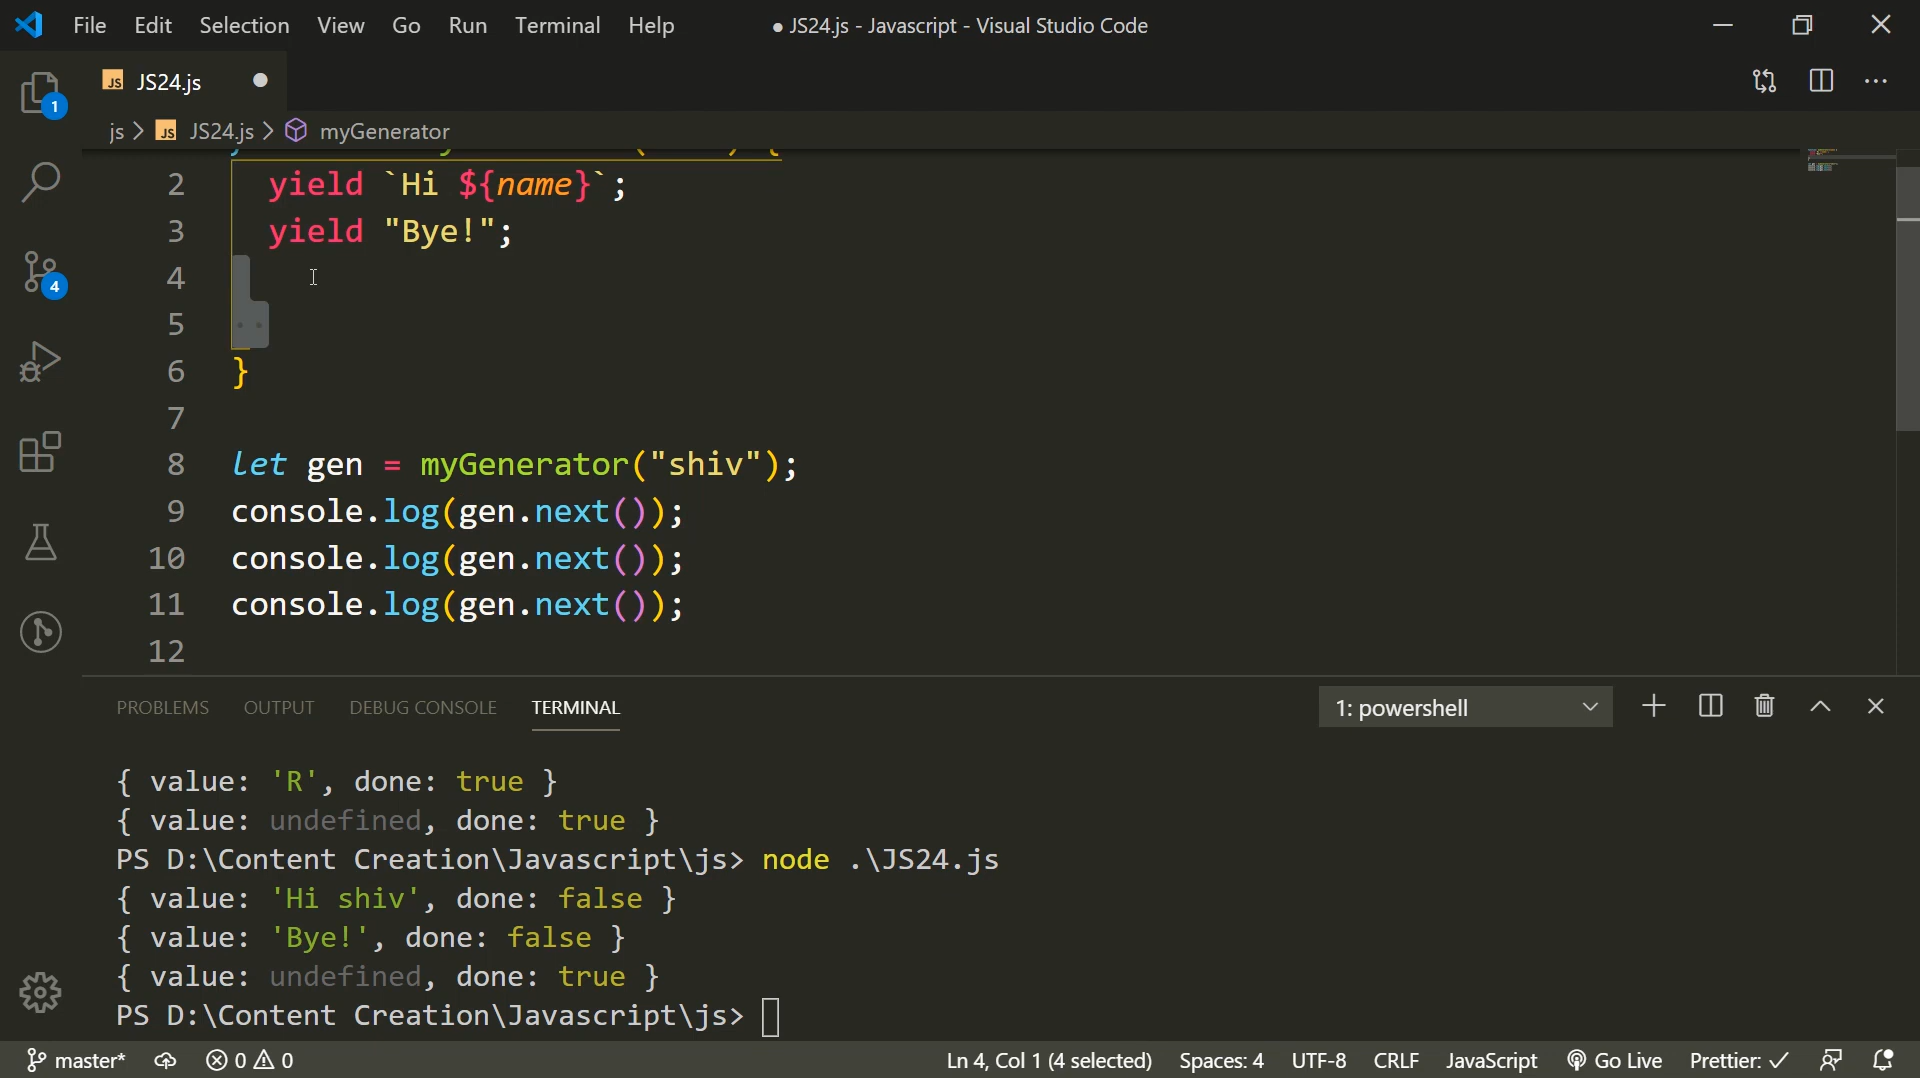 File Edit Selection View Go Run Terminal Help ● JS24.js - Javascript - Visual Studio Code
JS JS24.js
js > JS JS24.js > myGenerator
1
2 yield `Hi ${name}`;
3 yield "Bye!";
4
4
5
6 }
7
8 let gen = myGenerator("shiv");
9 console.log(gen.next());
10 console.log(gen.next());
11 console.log(gen.next());
12
PROBLEMS OUTPUT DEBUG CONSOLE TERMINAL 1: powershell
{ value: 'R', done: true }
{ value: undefined, done: true }
PS D:\Content Creation\Javascript\js> node .\JS24.js
{ value: 'Hi shiv', done: false }
{ value: 'Bye!', done: false }
{ value: undefined, done: true }
PS D:\Content Creation\Javascript\js>
master* 0 0 Ln 4, Col 1 (4 selected) Spaces: 4 UTF-8 CRLF JavaScript Go Live Prettier: ✓